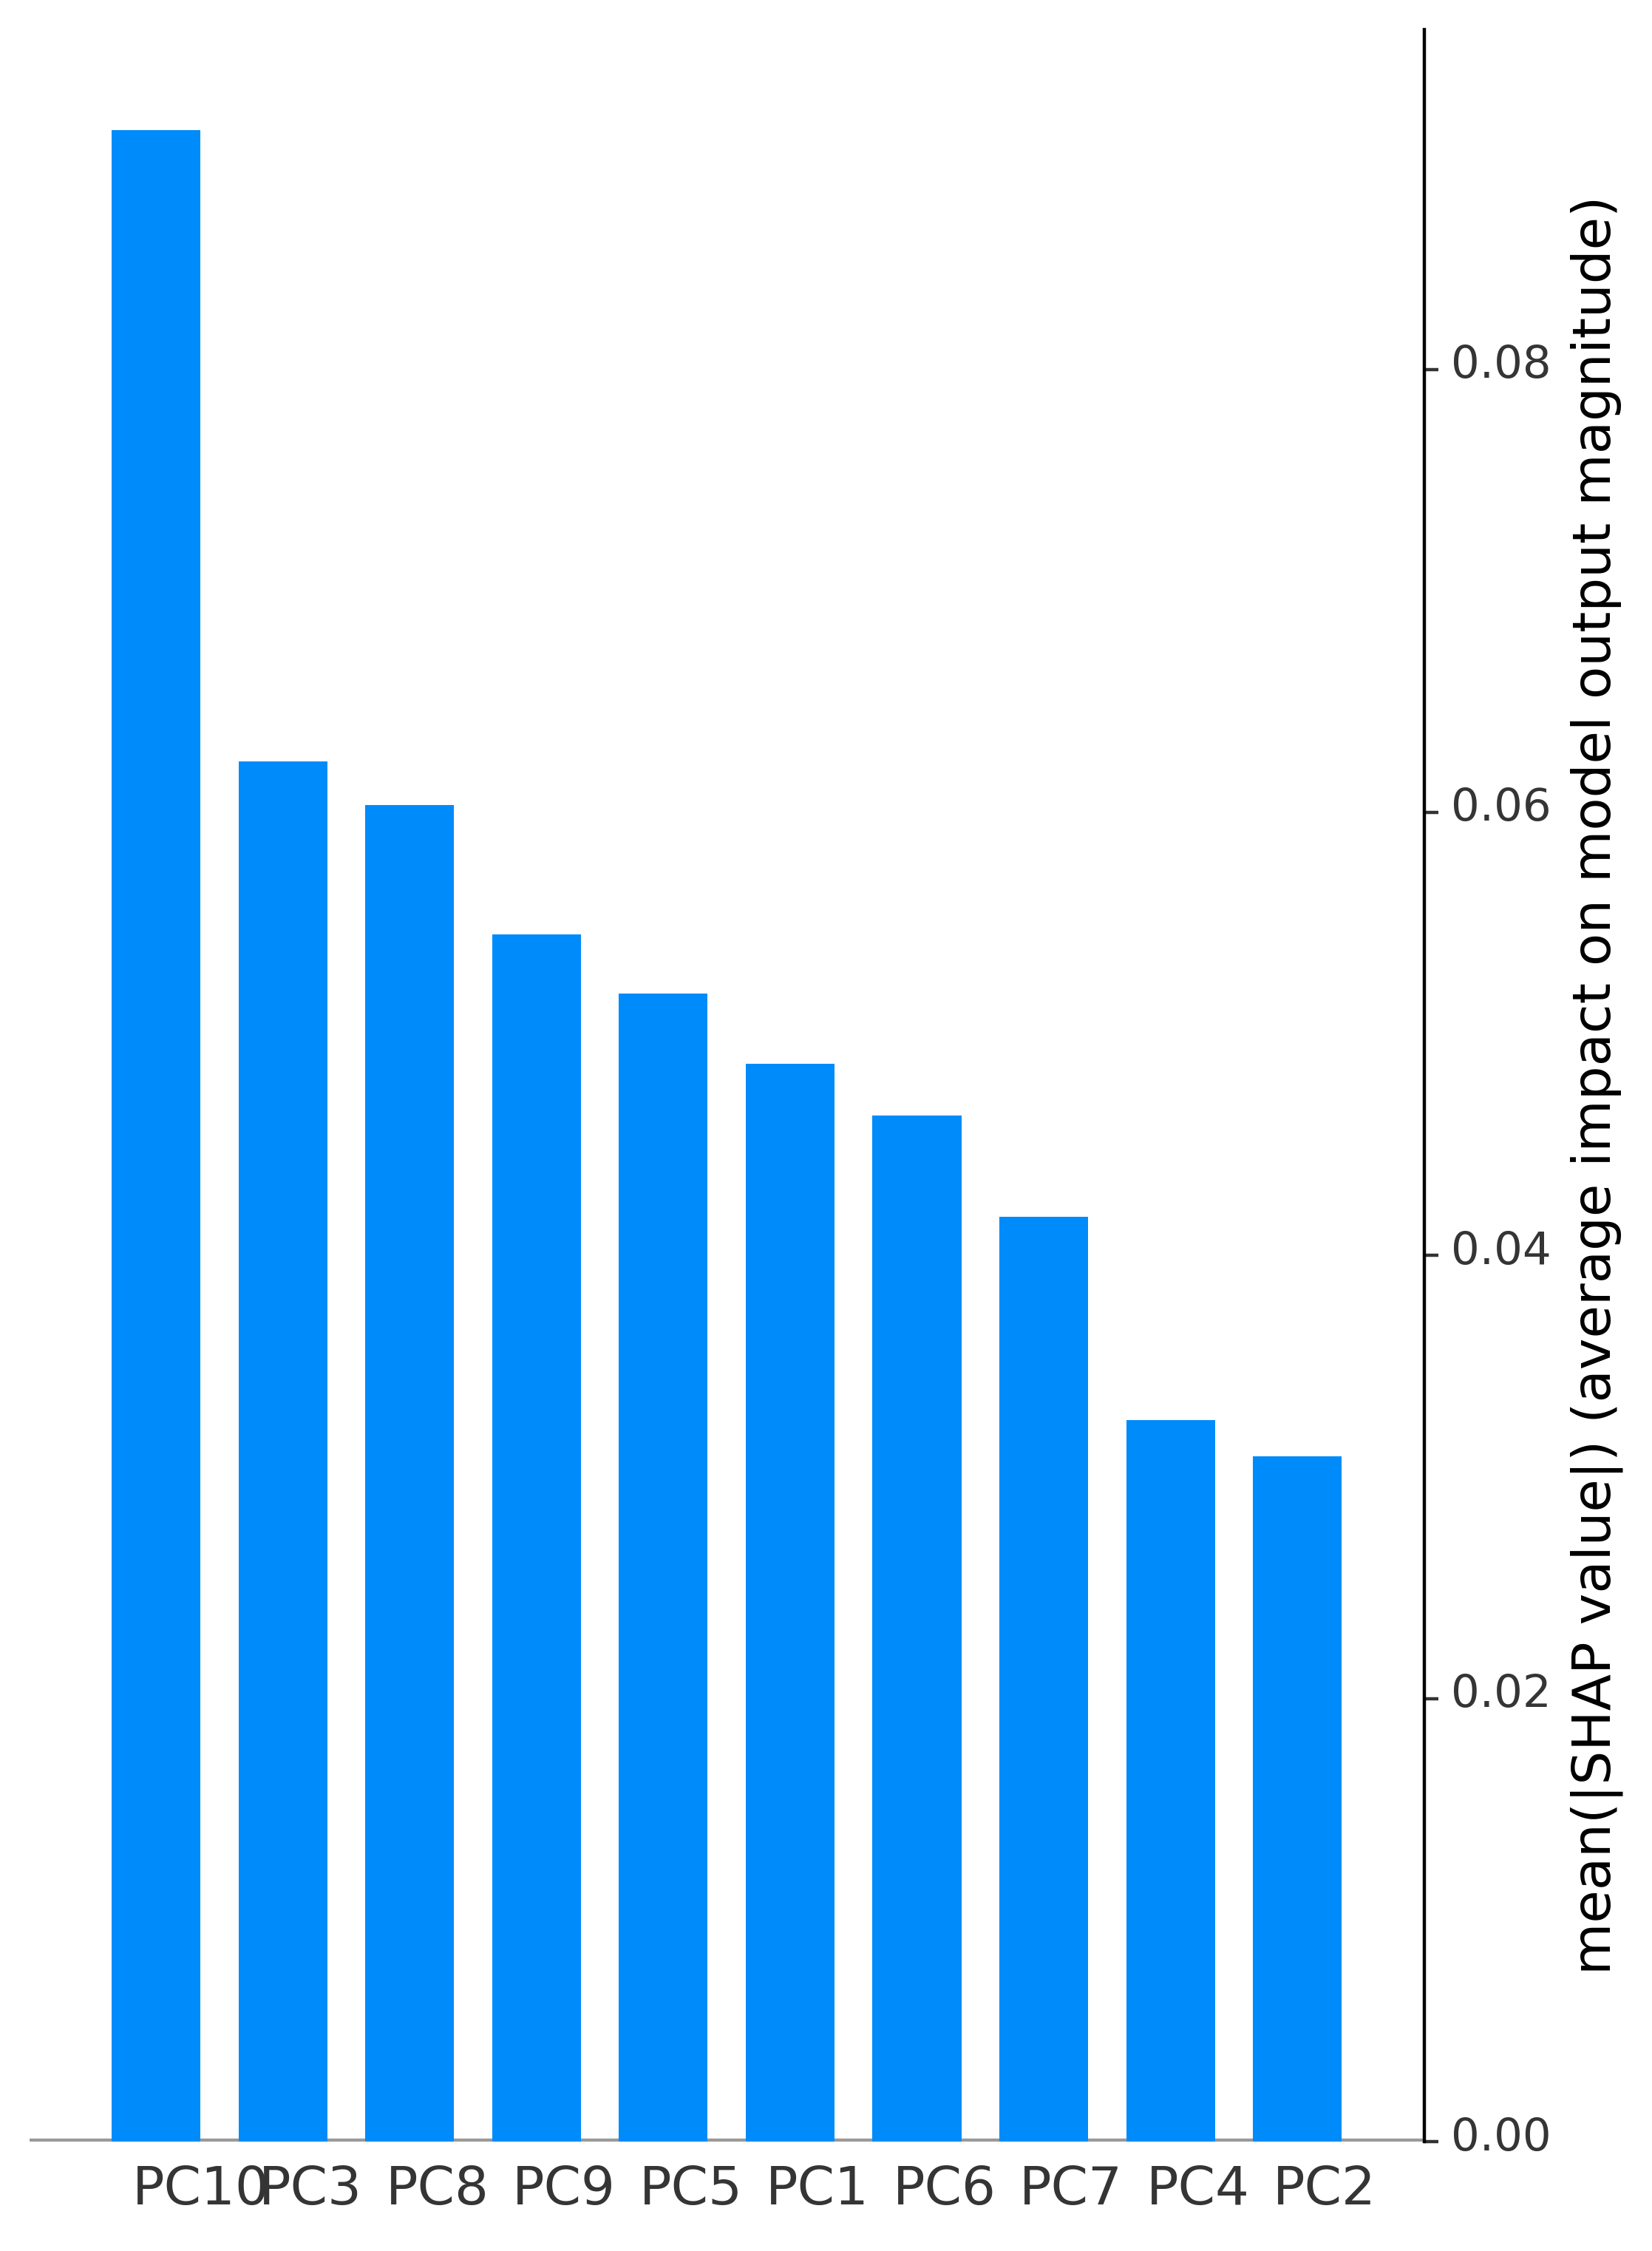 0.08
0.06
0.04
0.02
0.00
mean(|SHAP value|) (average impact on model output magnitude)
PC10 PC3 PC8 PC9 PC5 PC1 PC6 PC7 PC4 PC2